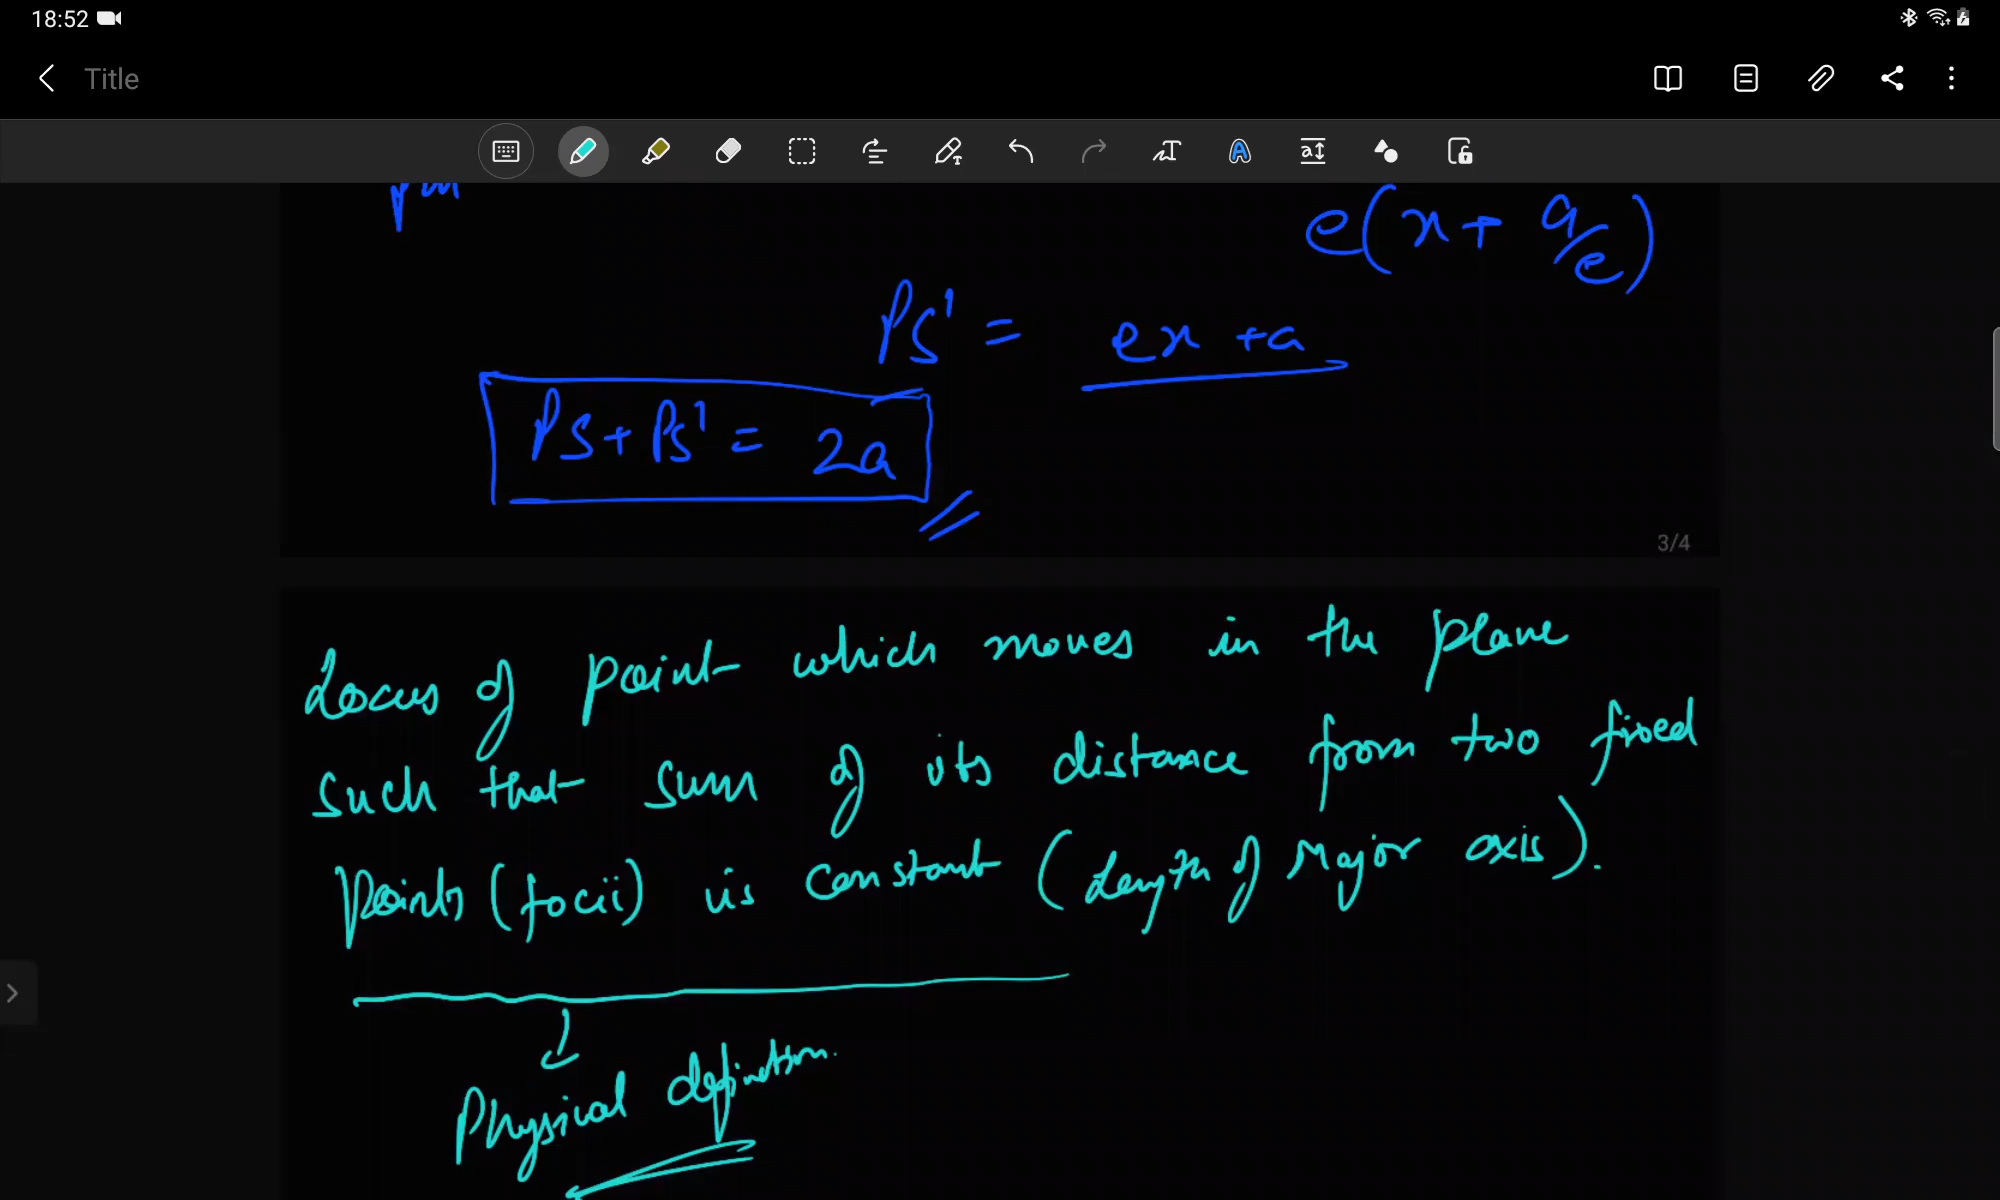 18:52
Title
e(x + a/e)
PS' = ex + a
PS + PS' = 2a
3/4
Locus of point which moves in the plane
such that sum of its distance from two fixed
points (focii) is constant (Length of Major axis).
Physical definition.